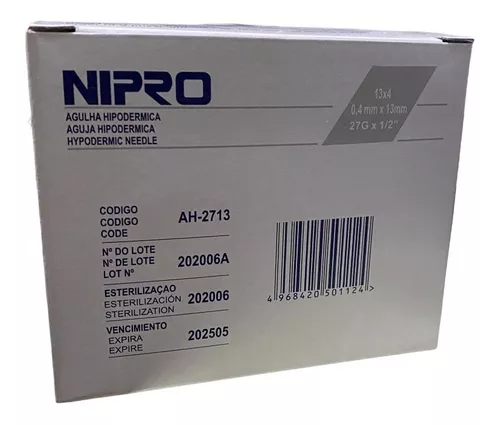 NIPRO
AGULHA HIPODERMICA
AGUJA HIPODERMICA
HYPODERMIC NEEDLE
13x4
0,4 mm x 13mm
27G x 1/2"
CODIGO
CODIGO
CODE
AH-2713
Nº DO LOTE
Nº DE LOTE
LOT Nº
202006A
ESTERILIZAÇAO
ESTERILIZACIÓN
STERILIZATION
202006
VENCIMIENTO
EXPIRA
EXPIRE
202505
4 968420 501124 >